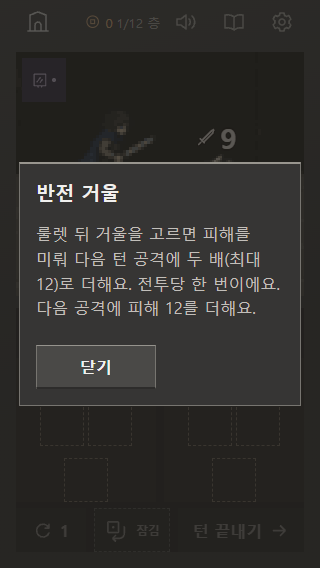 0 1/12 층
9
반전 거울
룰렛 뒤 거울을 고르면 피해를
미뤄 다음 턴 공격에 두 배(최대
12)로 더해요. 전투당 한 번이에요.
다음 공격에 피해 12를 더해요.
닫기
1 잠김 턴 끝내기 →